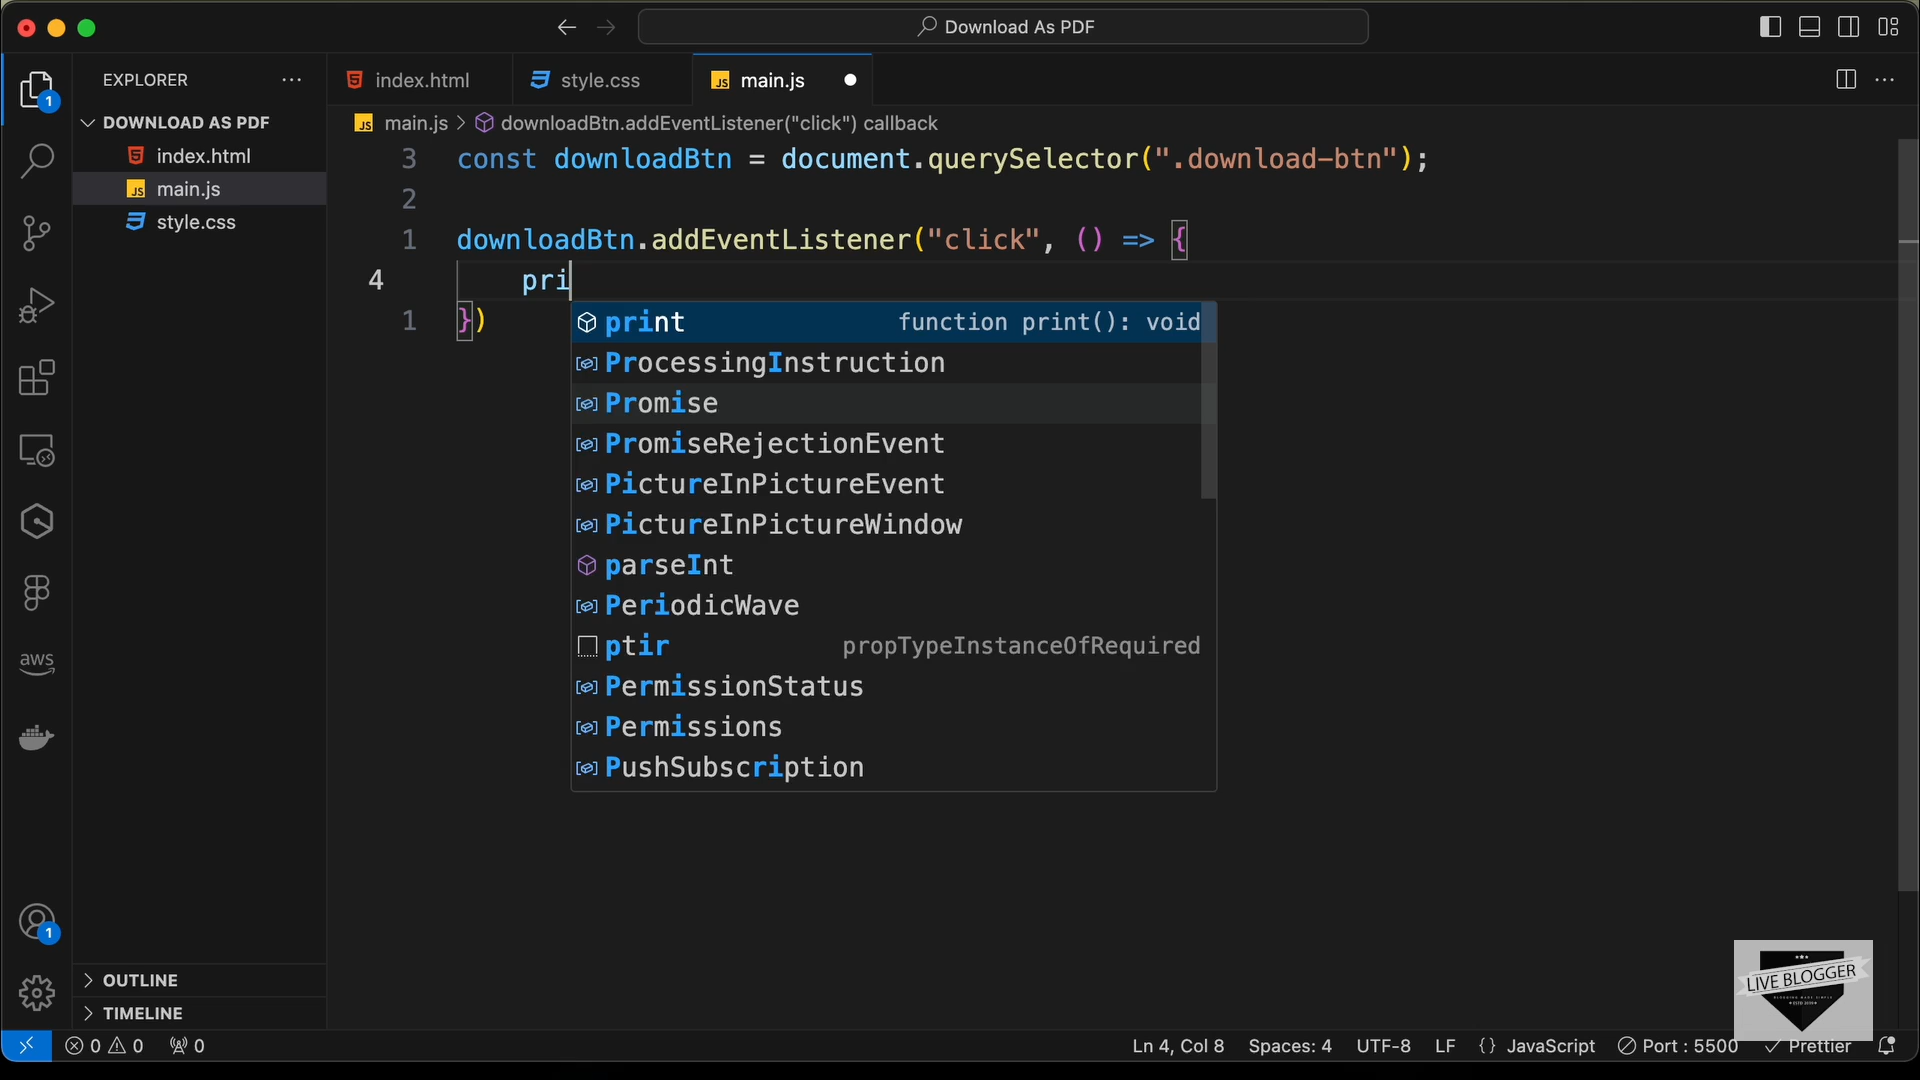 Download As PDF
EXPLORER
index.html
style.css
main.js
DOWNLOAD AS PDF
index.html
main.js
style.css
main.js > downloadBtn.addEventListener("click") callback
3 const downloadBtn = document.querySelector(".download-btn");
2
1 downloadBtn.addEventListener("click", () => {
4 pri
1 })
print function print(): void
ProcessingInstruction
Promise
PromiseRejectionEvent
PictureInPictureEvent
PictureInPictureWindow
parseInt
PeriodicWave
ptir propTypeInstanceOfRequired
PermissionStatus
Permissions
PushSubscription
1
aws
1
OUTLINE
TIMELINE
LIVE BLOGGER
0 0 0
Ln 4, Col 8 Spaces: 4 UTF-8 LF {} JavaScript Port : 5500 Prettier